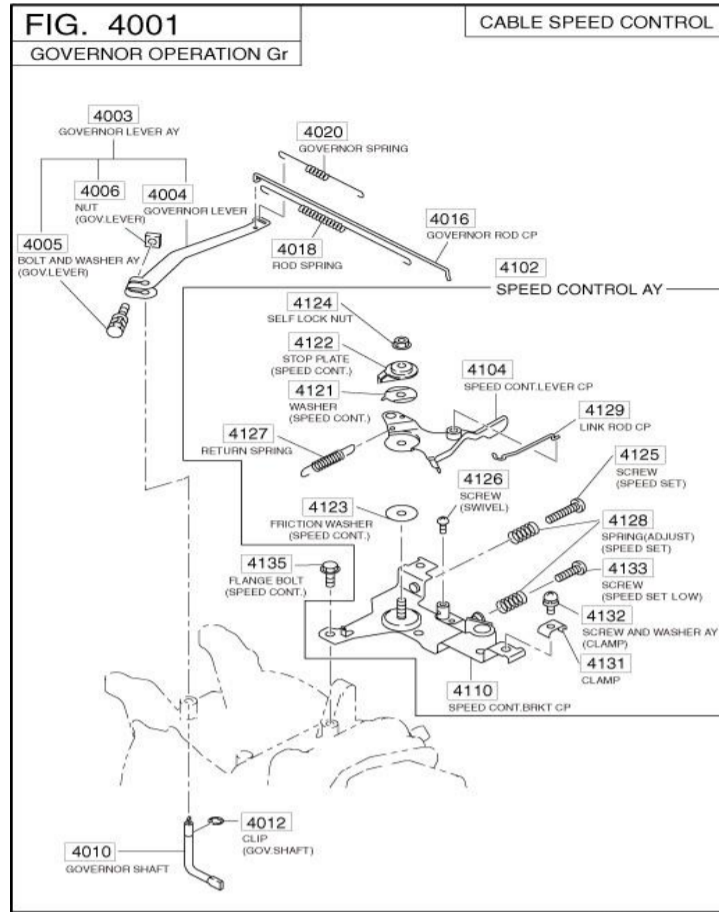 FIG. 4001
GOVERNOR OPERATION Gr
CABLE SPEED CONTROL
4003
GOVERNOR LEVER AY
4020
GOVERNOR SPRING
4006
NUT
(GOV.LEVER)
4004
GOVERNOR LEVER
4005
BOLT AND WASHER AY
(GOV.LEVER)
4016
GOVERNOR ROD CP
4018
ROD SPRING
4102
SPEED CONTROL AY
4124
SELF LOCK NUT
4122
STOP PLATE
(SPEED CONT.)
4104
SPEED CONT.LEVER CP
4121
WASHER
(SPEED CONT.)
4129
LINK ROD CP
4127
RETURN SPRING
4125
SCREW
(SPEED SET)
4126
SCREW
(SWIVEL)
4123
FRICTION WASHER
(SPEED CONT.)
4128
SPRING(ADJUST)
(SPEED SET)
4135
FLANGE BOLT
(SPEED CONT.)
4133
SCREW
(SPEED SET LOW)
4132
SCREW AND WASHER AY
(CLAMP)
4131
CLAMP
4110
SPEED CONT.BRKT CP
4012
CLIP
(GOV.SHAFT)
4010
GOVERNOR SHAFT